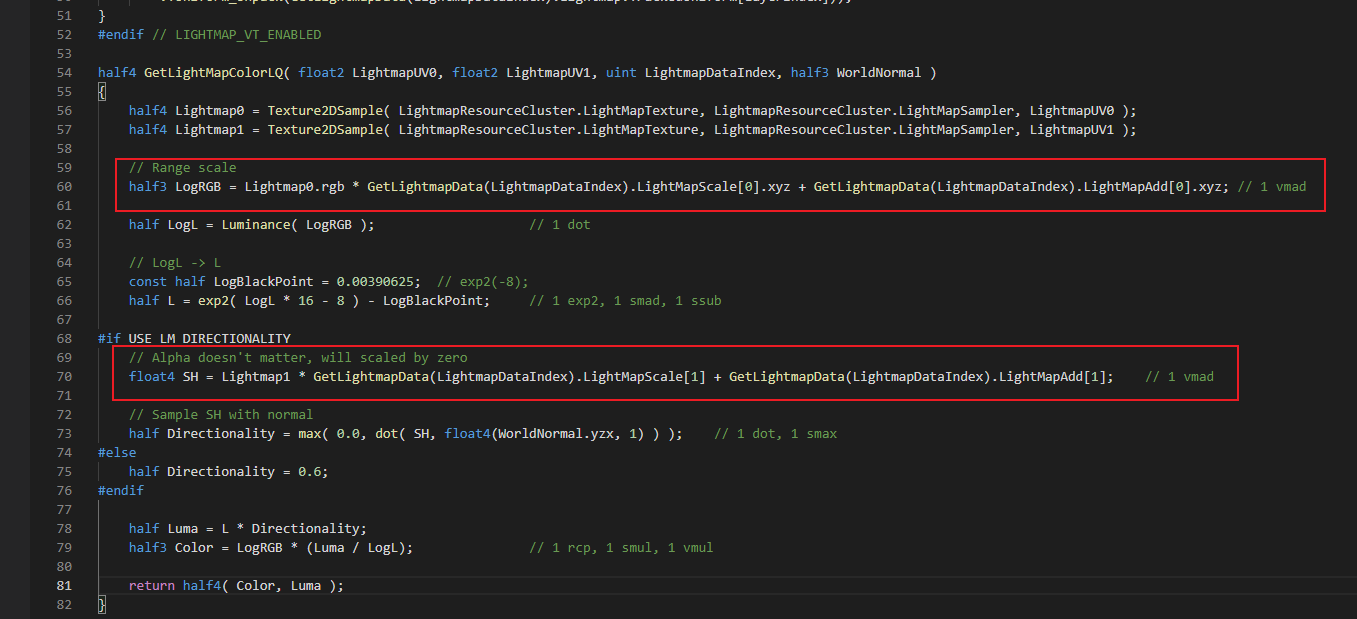 51 }
52 #endif // LIGHTMAP_VT_ENABLED
53
54 half4 GetLightMapColorLQ( float2 LightmapUV0, float2 LightmapUV1, uint LightmapDataIndex, half3 WorldNormal )
55 {
56 half4 Lightmap0 = Texture2DSample( LightmapResourceCluster.LightMapTexture, LightmapResourceCluster.LightMapSampler, LightmapUV0 );
57 half4 Lightmap1 = Texture2DSample( LightmapResourceCluster.LightMapTexture, LightmapResourceCluster.LightMapSampler, LightmapUV1 );
58
59 // Range scale
60 half3 LogRGB = Lightmap0.rgb * GetLightmapData(LightmapDataIndex).LightMapScale[0].xyz + GetLightmapData(LightmapDataIndex).LightMapAdd[0].xyz; // 1 vmad
61
62 half LogL = Luminance( LogRGB ); // 1 dot
63
64 // LogL -> L
65 const half LogBlackPoint = 0.00390625; // exp2(-8);
66 half L = exp2( LogL * 16 - 8 ) - LogBlackPoint; // 1 exp2, 1 smad, 1 ssub
67
68 #if USE_LM_DIRECTIONALITY
69 // Alpha doesn't matter, will scaled by zero
70 float4 SH = Lightmap1 * GetLightmapData(LightmapDataIndex).LightMapScale[1] + GetLightmapData(LightmapDataIndex).LightMapAdd[1]; // 1 vmad
71
72 // Sample SH with normal
73 half Directionality = max( 0.0, dot( SH, float4(WorldNormal.yzx, 1) ) ); // 1 dot, 1 smax
74 #else
75 half Directionality = 0.6;
76 #endif
77
78 half Luma = L * Directionality;
79 half3 Color = LogRGB * (Luma / LogL); // 1 rcp, 1 smul, 1 vmul
80
81 return half4( Color, Luma );
82 }